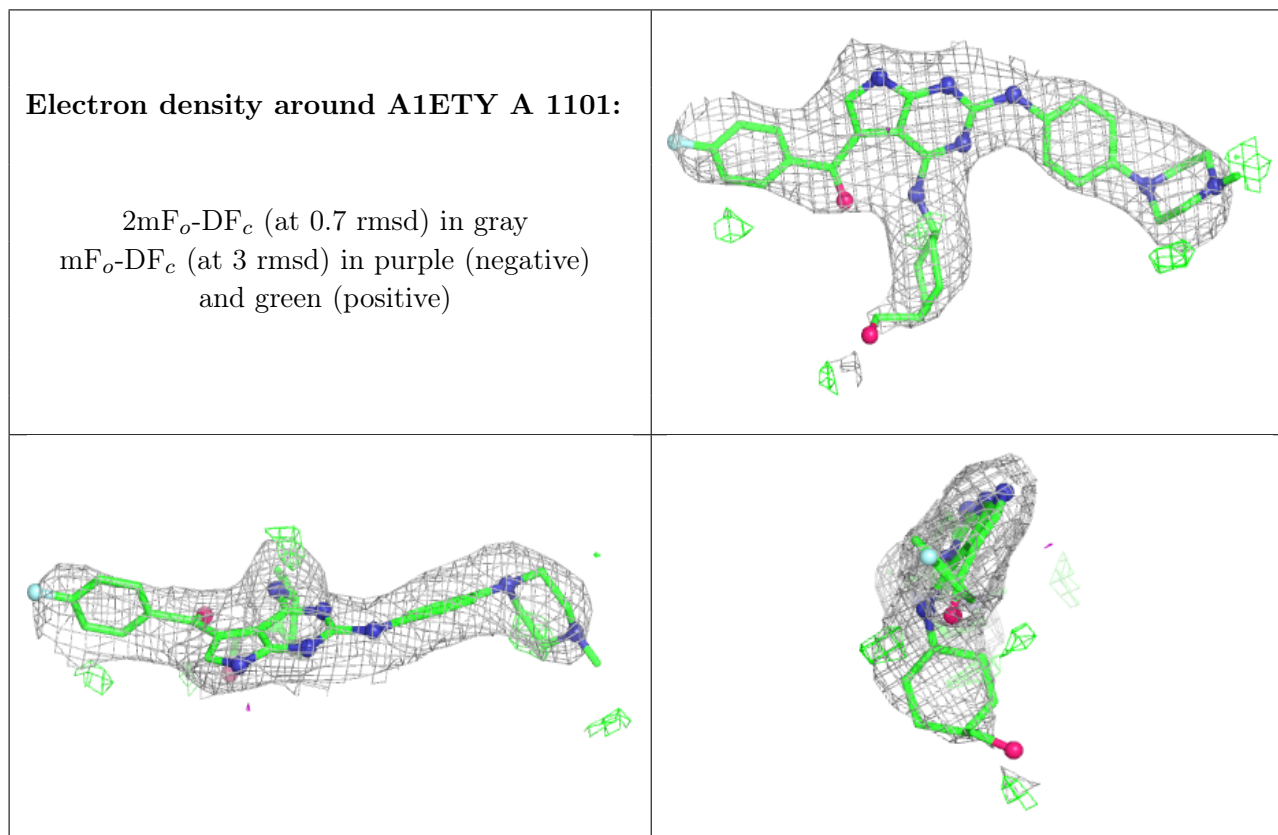 Electron density around A1ETY A 1101:
2mFo-DFc (at 0.7 rmsd) in gray
mFo-DFc (at 3 rmsd) in purple (negative)
and green (positive)